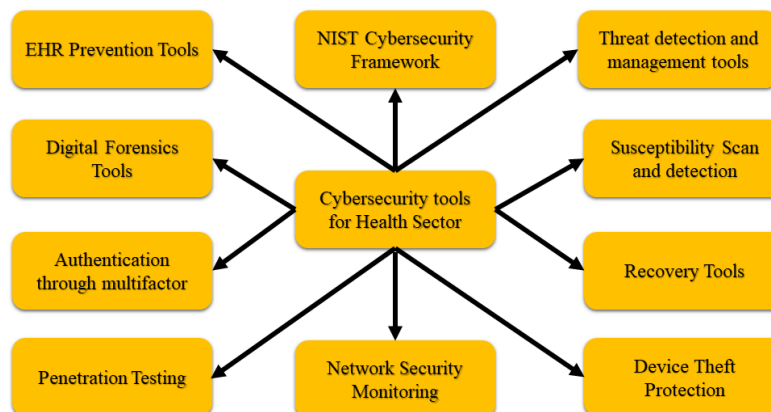 EHR Prevention Tools
NIST Cybersecurity
Framework
Threat detection and
management tools
Digital Forensics
Tools
Susceptibility Scan
and detection
Cybersecurity tools
for Health Sector
Authentication
through multifactor
Recovery Tools
Penetration Testing
Network Security
Monitoring
Device Theft
Protection